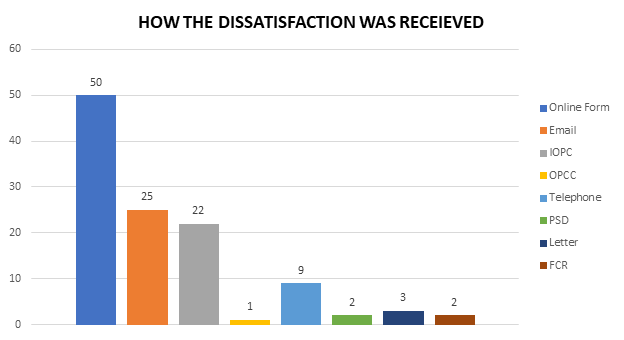 HOW THE DISSATISFACTION WAS RECEIEVED
60
50
40
30
20
10
0
50
25
22
1
9
2
3
2
Online Form
Email
IOPC
OPCC
Telephone
PSD
Letter
FCR